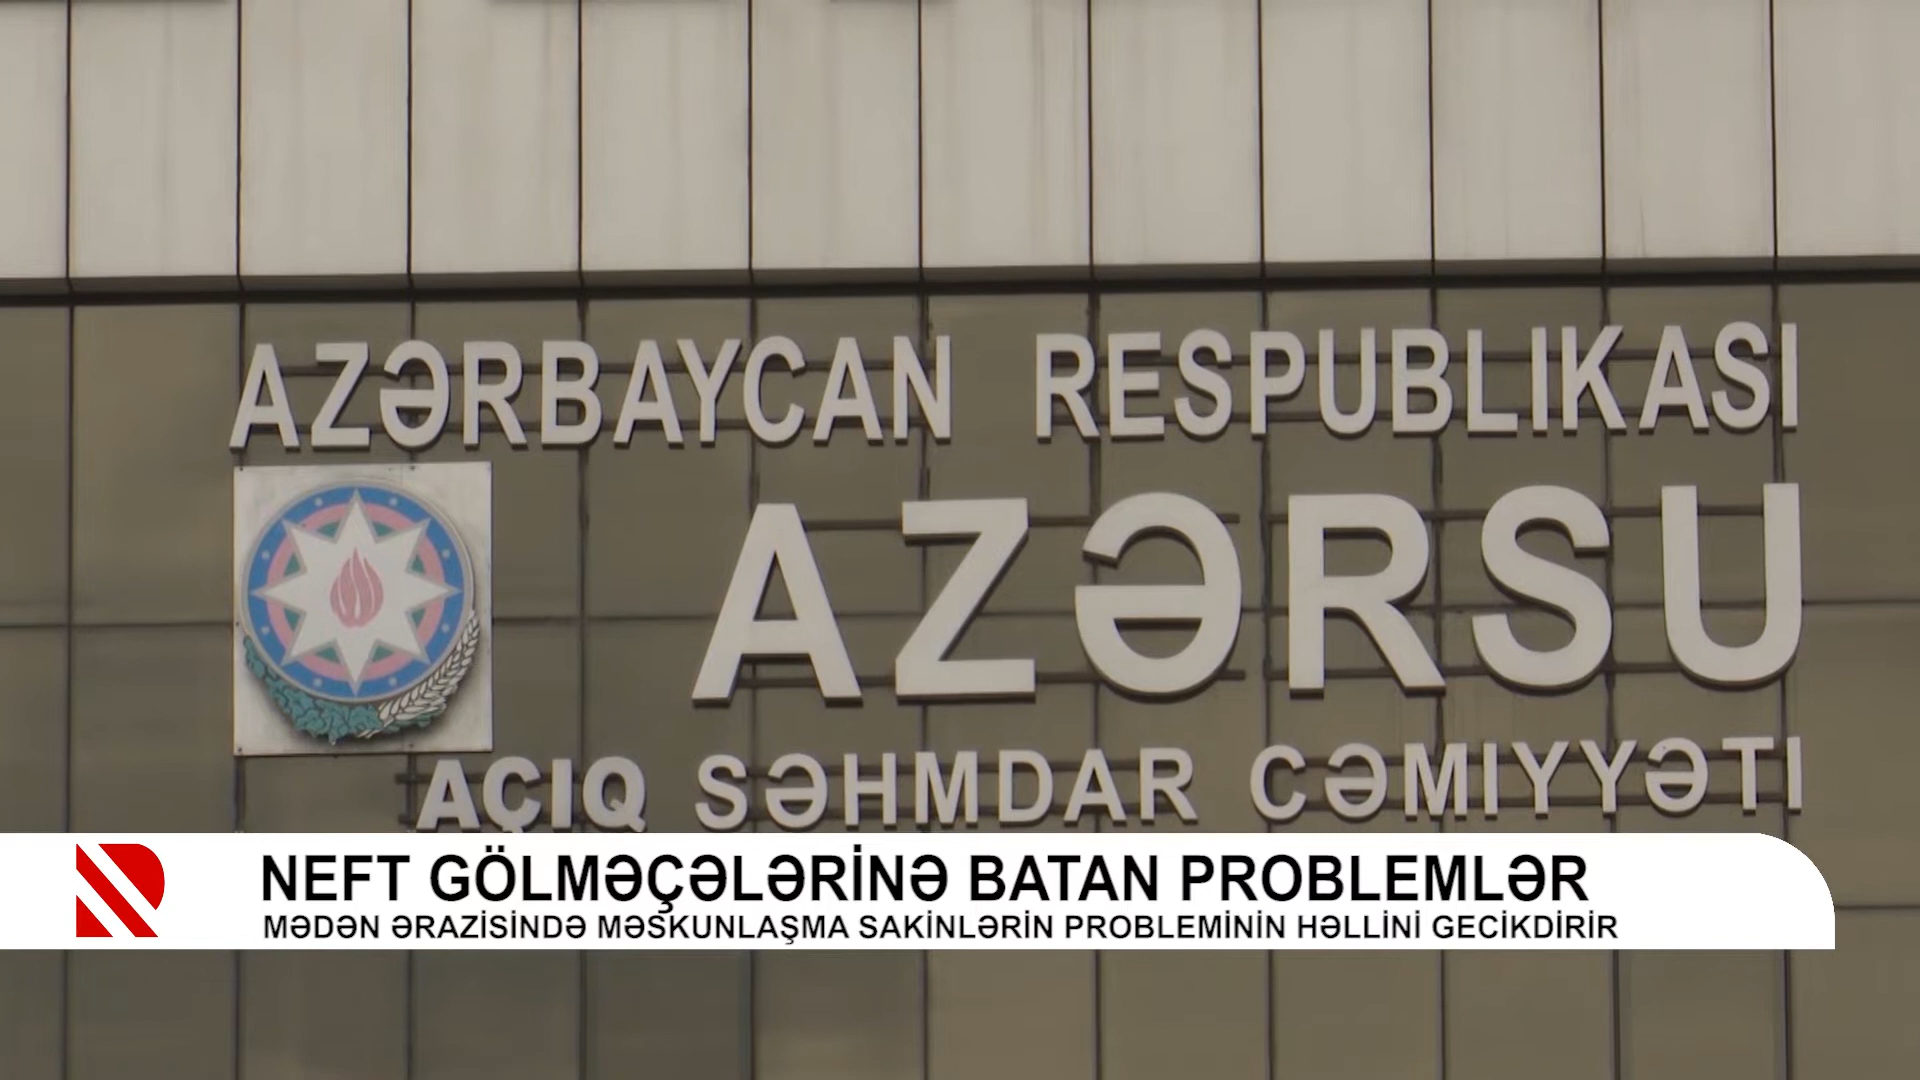 AZƏRBAYCAN RESPUBLIKASI
AZƏRSU
AÇIQ SƏHMDAR CƏMIYYƏTI
NEFT GÖLMƏÇƏLƏRİNƏ BATAN PROBLEMLƏR
MƏDƏN ƏRAZİSİNDƏ MƏSKUNLAŞMA SAKİNLƏRİN PROBLEMİNİN HƏLLİNİ GECİKDİRİR